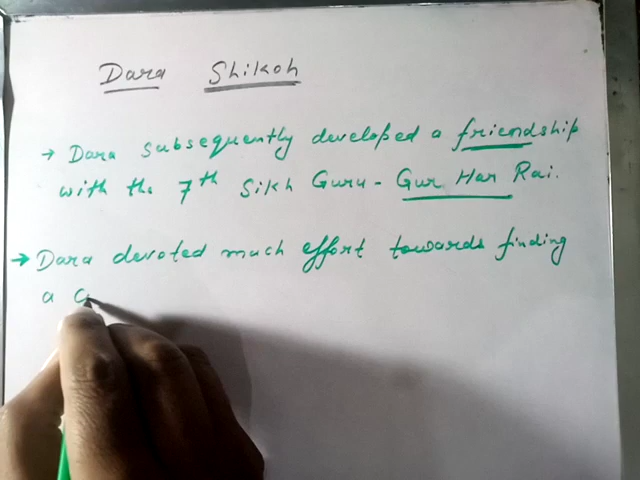 Dara Shikoh
→ Dara subsequently developed a friendship
with the 7th Sikh Guru - Gur Har Rai.
→ Dara devoted much effort towards finding
a c